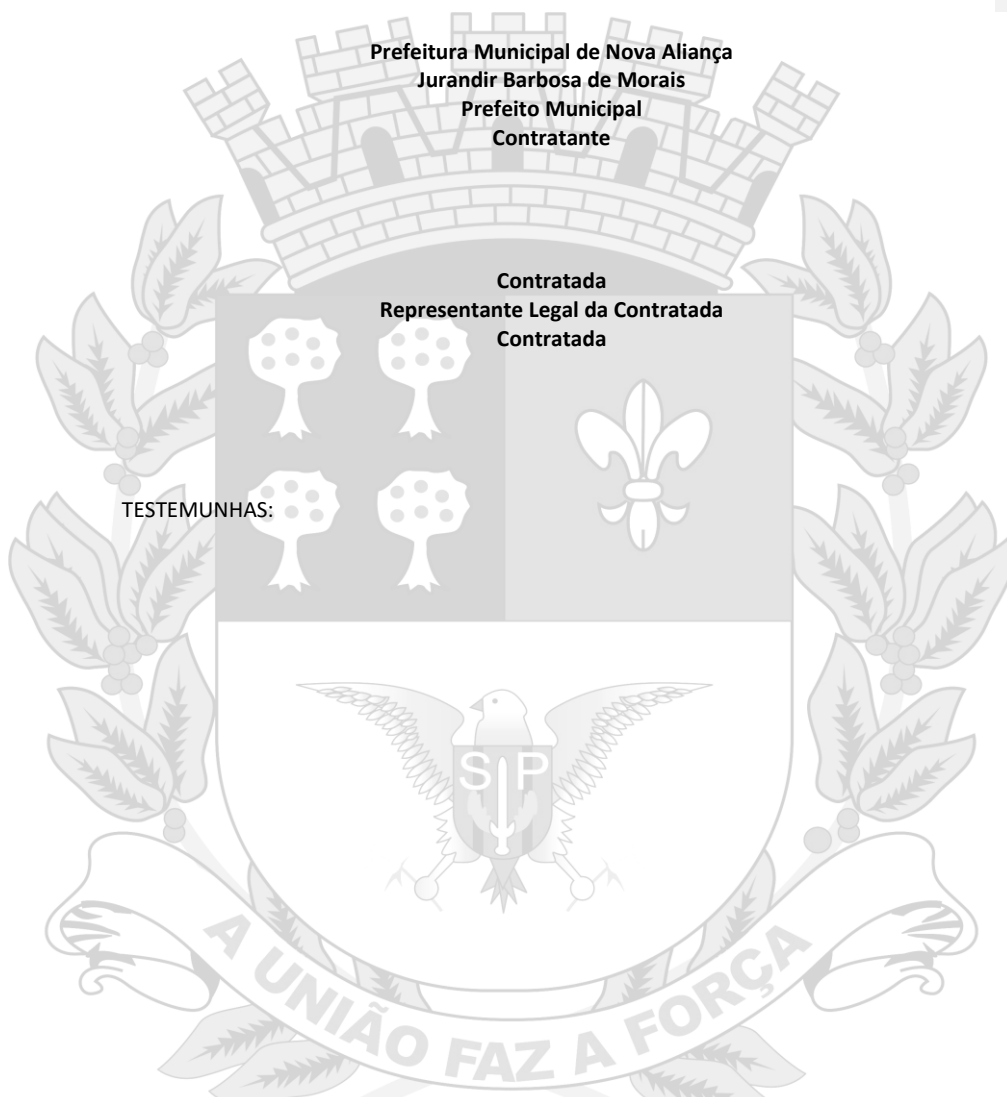 Prefeitura Municipal de Nova Aliança
Jurandir Barbosa de Morais
Prefeito Municipal
Contratante
Contratada
Representante Legal da Contratada
Contratada
TESTEMUNHAS:
S P
A UNIÃO FAZ A FORÇA